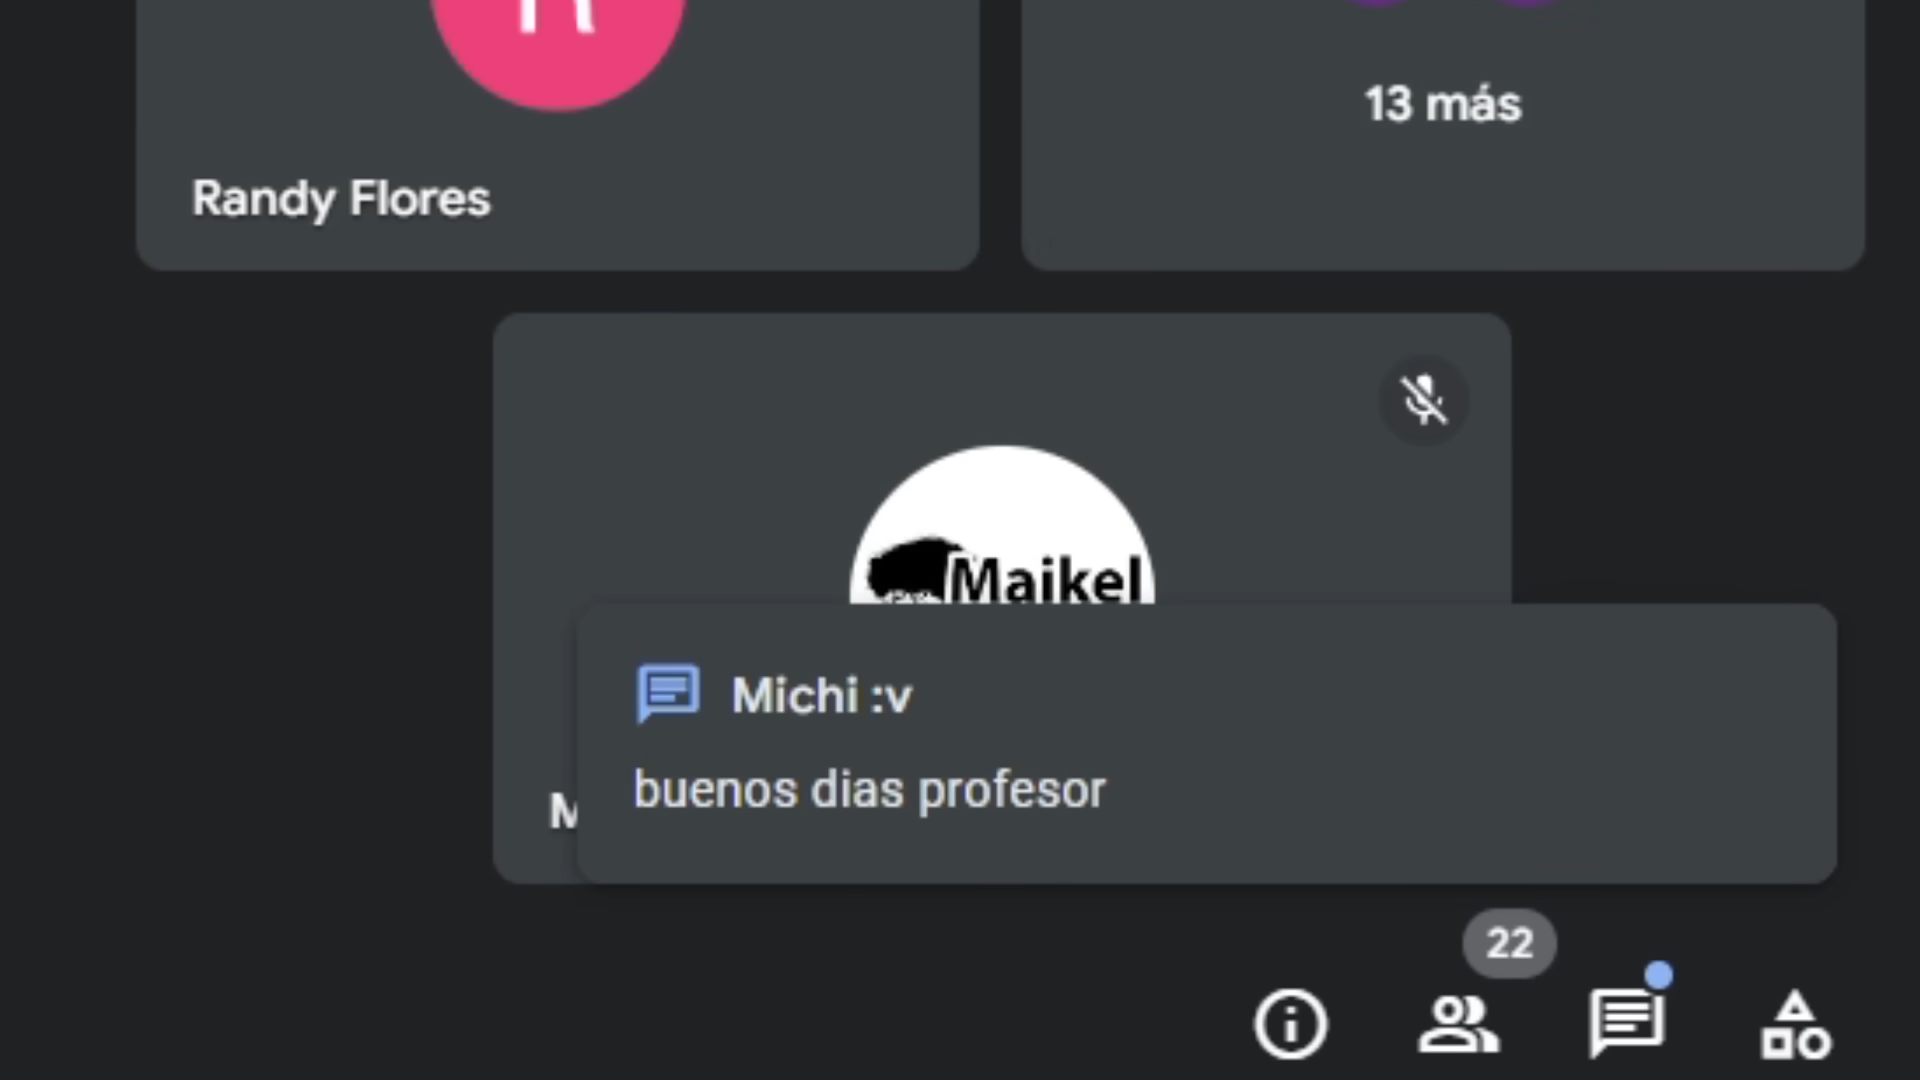 13 más
Randy Flores
Maikel
Michi :v
buenos dias profesor
M
22